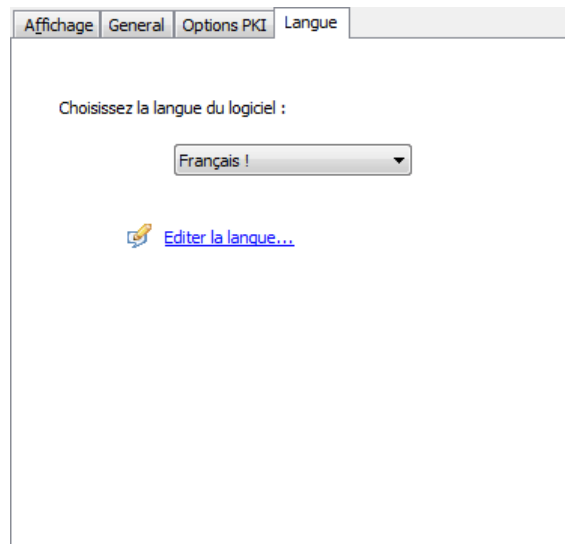 Affichage General Options PKI Langue
Choisissez la langue du logiciel :
Français !
Editer la langue...